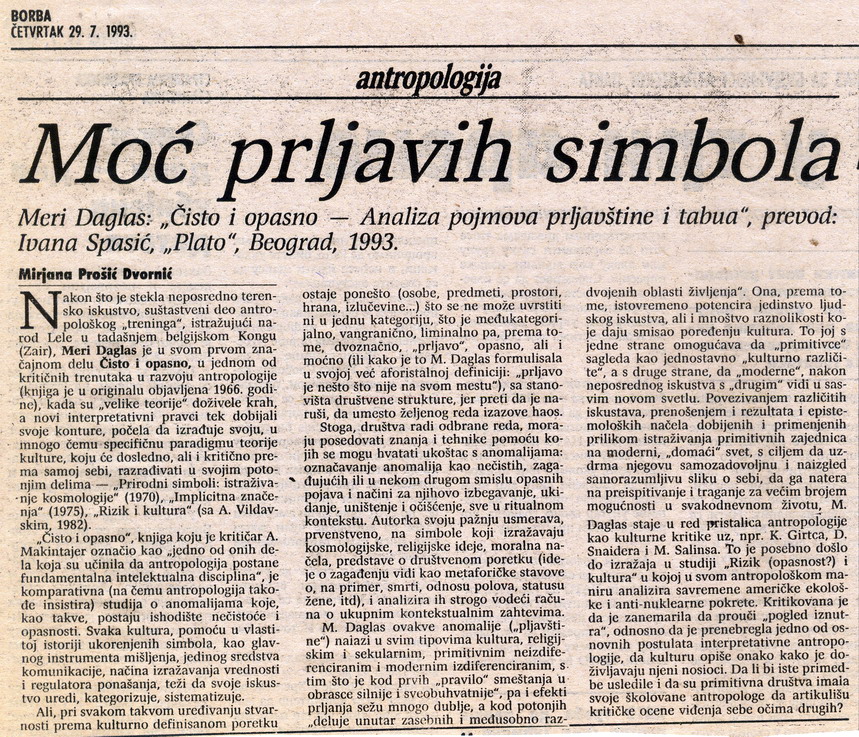 BORBA
ČETVRTAK 29. 7. 1993.
antropologija
Moć prljavih simbola
Meri Daglas: „Čisto i opasno — Analiza pojmova prljavštine i tabua“, prevod:
Ivana Spasić, „Plato“, Beograd, 1993.
Mirjana Prošić Dvornić
Nakon što je stekla neposredno teren-
sko iskustvo, suštastveni deo antro-
pološkog „treninga“, istražujući na-
rod Lele u tadašnjem belgijskom Kongu
(Zair), Meri Daglas je u svom prvom zna-
čajnom delu Čisto i opasno, u jednom od
kritičnih trenutaka u razvoju antropologije
(knjiga je u originalu objavljena 1966. godi-
ne), kada su „velike teorije“ doživele krah,
a novi interpretativni pravci tek dobijali
svoje konture, počela da izrađuje svoju, u
mnogo čemu specifičnu paradigmu teorije
kulture, koju će dosledno, ali i kritično pre-
ma samoj sebi, razrađivati u svojim poto-
njim delima — „Prirodni simboli: istraživa-
nje kosmologije“ (1970), „Implicitna znače-
nja“ (1975), „Rizik i kultura“ (sa A. Vildav-
skim, 1982).
„Čisto i opasno“, knjiga koju je kritičar A.
Makintajer označio kao „jedno od onih de-
la koja su učinila da antropologija postane
fundamentalna intelektualna disciplina“, je
komparativna (na čemu antropologija tako-
đe insistira) studija o anomalijama koje,
kao takve, postaju ishodište nečistoće i
opasnosti. Svaka kultura, pomoću u vlasti-
toj istoriji ukorenjenih simbola, kao glav-
nog instrumenta mišljenja, jedinog sredstva
komunikacije, načina izražavanja vrednosti
i regulatora ponašanja, teži da svoje iskus-
tvo uredi, kategorizuje, sistematizuje.
Ali, pri svakom takvom uređivanju stvar-
nosti prema kulturno definisanom poretku
ostaje ponešto (osobe, predmeti, prostori,
hrana, izlučevine...) što se ne može uvrstiti
ni u jednu kategoriju, što je međukategori-
jalno, vangranično, liminalno pa, prema to-
me, dvoznačno, „prljavo“, opasno, ali i
moćno (ili kako je to M. Daglas formulisala
u svojoj već aforistalnoj definiciji: „prljavo
je nešto što nije na svom mestu“), sa stano-
višta društvene strukture, jer preti da je na-
ruši, da umesto željenog reda izazove haos.
Stoga, društva radi odbrane reda, mora-
ju posedovati znanja i tehnike pomoću ko-
jih se mogu hvatati ukoštac s anomalijama:
označavanje anomalija kao nečistih, zaga-
đujućih ili u nekom drugom smislu opasnih
pojava i načini za njihovo izbegavanje, uki-
danje, uništenje i očišćenje, sve u ritualnom
kontekstu. Autorka svoju pažnju usmerava,
prvenstveno, na simbole koji izražavaju
kosmologijske, religijske ideje, moralna na-
čela, predstave o društvenom poretku (ide-
je o zagađenju vidi kao metaforičke stavove
o, na primer, smrti, odnosu polova, statusu
žene, itd), i analizira ih strogo vodeći raču-
na o ukupnim kontekstualnim zahtevima.
M. Daglas ovakve anomalije („pljavšti-
ne“) nalazi u svim tipovima kultura, religij-
skim i sekularnim, primitivnim neizdife-
renciranim i modernim izdiferenciranim, s
tim što je kod prvih „pravilo“ smeštanja u
obrasce silnije i sveobuhvatnije“, pa i efekti
prljanja sežu mnogo dublje, a kod potonjih
„deluje unutar zasebnih i međusobno raz-
dvojenih oblasti življenja“. Ona, prema to-
me, istovremeno potencira jedinstvo ljud-
skog iskustva, ali i mnoštvo raznolikosti ko-
je daju smisao poređenju kultura. To joj s
jedne strane omogućava da „primitivce“
sagleda kao jednostavno „kulturno različi-
te“, a s druge strane, da „moderne“, nakon
neposrednog iskustva s „drugim“ vidi u sas-
vim novom svetlu. Povezivanjem različitih
iskustava, prenošenjem i rezultata i episte-
moloških načela dobijenih i primenjenih
prilikom istraživanja primitivnih zajednica
na moderni, „domaći“ svet, s ciljem da uz-
drma njegovu samozadovoljnu i naizgled
samorazumljivu sliku o sebi, da ga natera
na preispitivanje i traganje za većim brojem
mogućnosti u svakodnevnom životu, M.
Daglas staje u red pristalica antropologije
kao kulturne kritike uz, npr. K. Girtca, D.
Snaidera i M. Salinsa. To je posebno došlo
do izražaja u studiji „Rizik (opasnost?) i
kultura“ u kojoj u svom antropološkom ma-
niru analizira savremene američke ekološ-
ke i anti-nuklearne pokrete. Kritikovana je
da je zanemarila da prouči „pogled iznut-
ra“, odnosno da je prenebregla jedno od os-
novnih postulata interpretativne antropo-
logije, da kulturu opiše onako kako je do-
življavaju njeni nosioci. Da li bi iste primed-
be usledile i da su primitivna društva imala
svoje školovane antropologe da artikulišu
kritičke ocene viđenja sebe očima drugih?